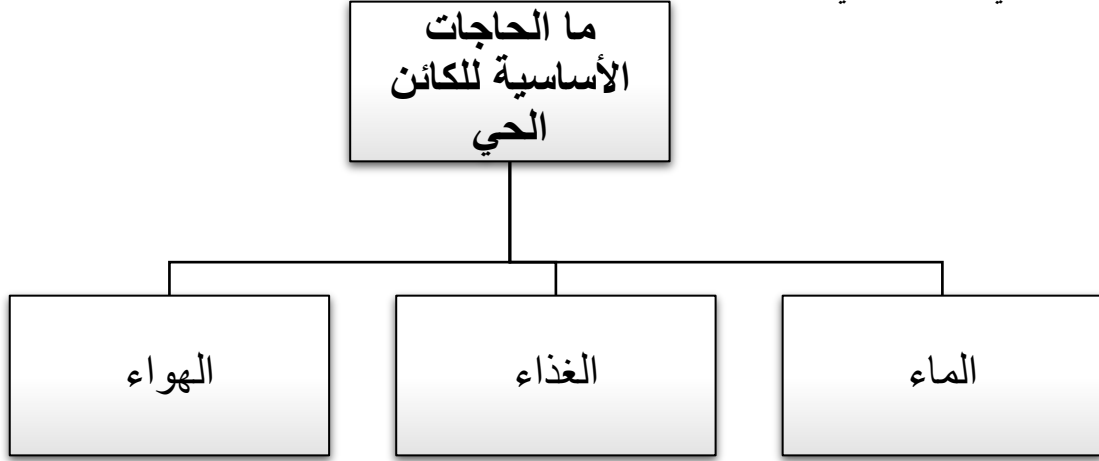 ما الحاجات
الأساسية للكائن
الحي
الماء
الغذاء
الهواء